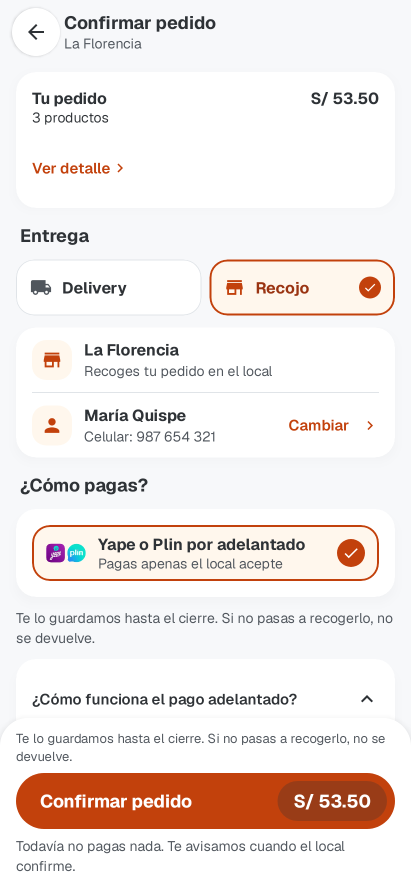 Confirmar pedido
La Florencia
Tu pedido
S/ 53.50
3 productos
Ver detalle
Entrega
Delivery
Recojo
La Florencia
Recoges tu pedido en el local
María Quispe
Celular: 987 654 321
Cambiar
¿Cómo pagas?
plin
Yape o Plin por adelantado
Pagas apenas el local acepte
Te lo guardamos hasta el cierre. Si no pasas a recogerlo, no
se devuelve.
¿Cómo funciona el pago adelantado?
Te lo guardamos hasta el cierre. Si no pasas a recogerlo, no se
devuelve.
Confirmar pedido
S/ 53.50
Todavía no pagas nada. Te avisamos cuando el local
confirme.